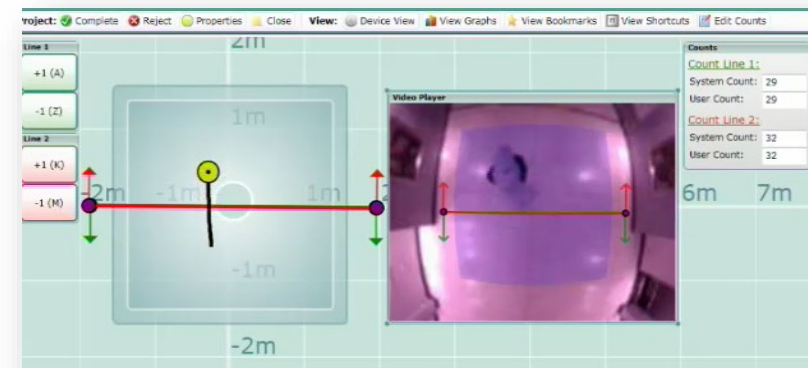 roject: Complete Reject Properties Close View: Device View View Graphs View Bookmarks View Shortcuts Edit Counts
Line 1
+1 (A)
-1 (Z)
Line 2
+1 (K)
-1 (M)
2m
1m
-2m -1m 1m 2 6m 7m
-1m
-2m
Video Player
Counts
Count Line 1:
System Count: 29
User Count: 29
Count Line 2:
System Count: 32
User Count: 32